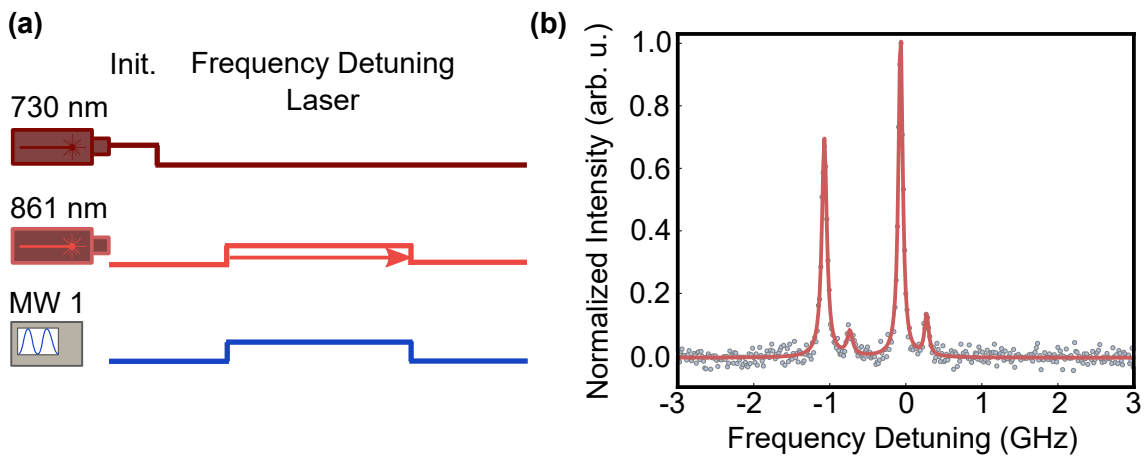 (a)
Init. Frequency Detuning
Laser
730 nm
861 nm
MW 1
(b)
Normalized Intensity (arb. u.)
1.0
0.8
0.6
0.4
0.2
0.0
-3 -2 -1 0 1 2 3
Frequency Detuning (GHz)